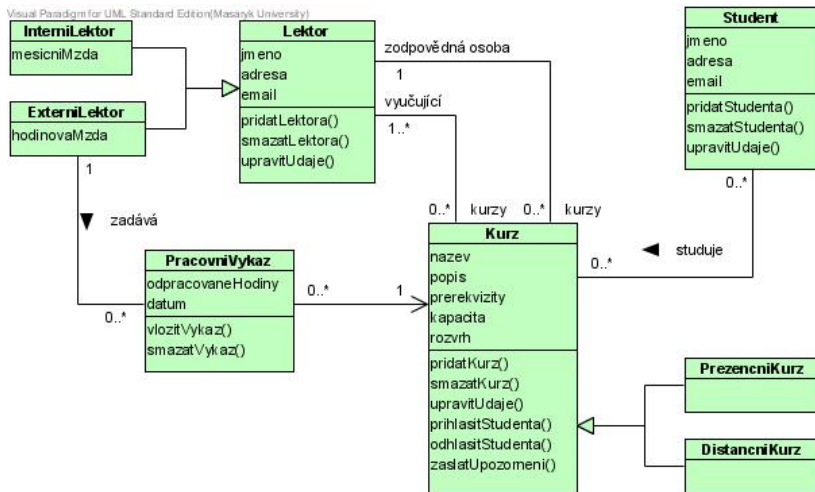 Visual Paradigm for UML Standard Edition(Masaryk University)
InterniLektor
mesicniMzda
ExterniLektor
hodinovaMzda
Lektor
jmeno
adresa
email
pridatLektora()
smazatLektora()
upravitUdaje()
zodpovědná osoba
1
vyučující
1..*
Student
jmeno
adresa
email
pridatStudenta()
smazatStudenta()
upravitUdaje()
0..*
1
zadává
0..*
kurzy
0..*
kurzy
studuje
0..*
PracovniVykaz
odpracovaneHodiny
datum
vlozitVykaz()
smazatVykaz()
0..*
0..*
1
Kurz
nazev
popis
prerekvizity
kapacita
rozvrh
pridatKurz()
smazatKurz()
upravitUdaje()
prihlasitStudenta()
odhlasitStudenta()
zaslatUpozorneni()
PrezencniKurz
DistancniKurz